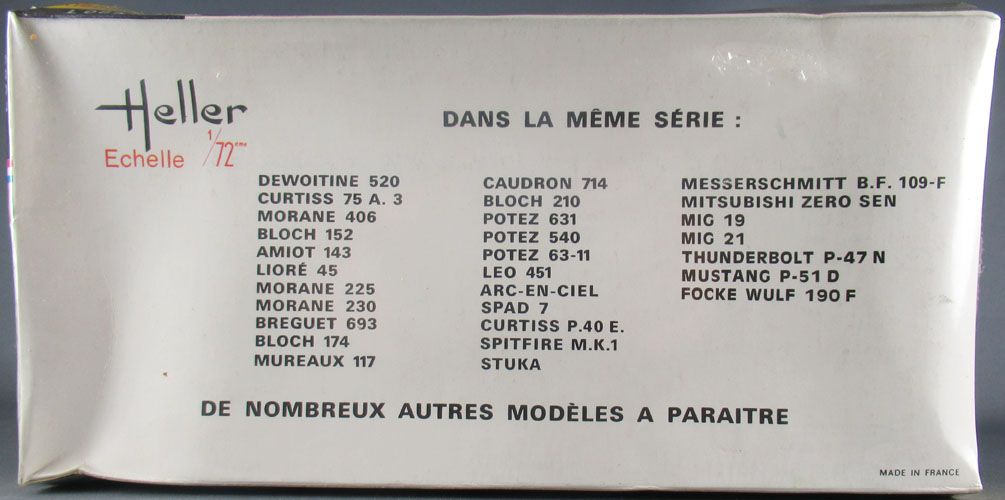 Heller
Echelle 1/72ème
DANS LA MÊME SÉRIE :
DEWOITINE 520
CURTISS 75 A. 3
MORANE 406
BLOCH 152
AMIOT 143
LIORÉ 45
MORANE 225
MORANE 230
BREGUET 693
BLOCH 174
MUREAUX 117
CAUDRON 714
BLOCH 210
POTEZ 631
POTEZ 540
POTEZ 63-11
LEO 451
ARC-EN-CIEL
SPAD 7
CURTISS P.40 E.
SPITFIRE M.K.1
STUKA
MESSERSCHMITT B.F. 109-F
MITSUBISHI ZERO SEN
MIG 19
MIG 21
THUNDERBOLT P-47 N
MUSTANG P-51 D
FOCKE WULF 190 F
DE NOMBREUX AUTRES MODÈLES A PARAITRE
MADE IN FRANCE